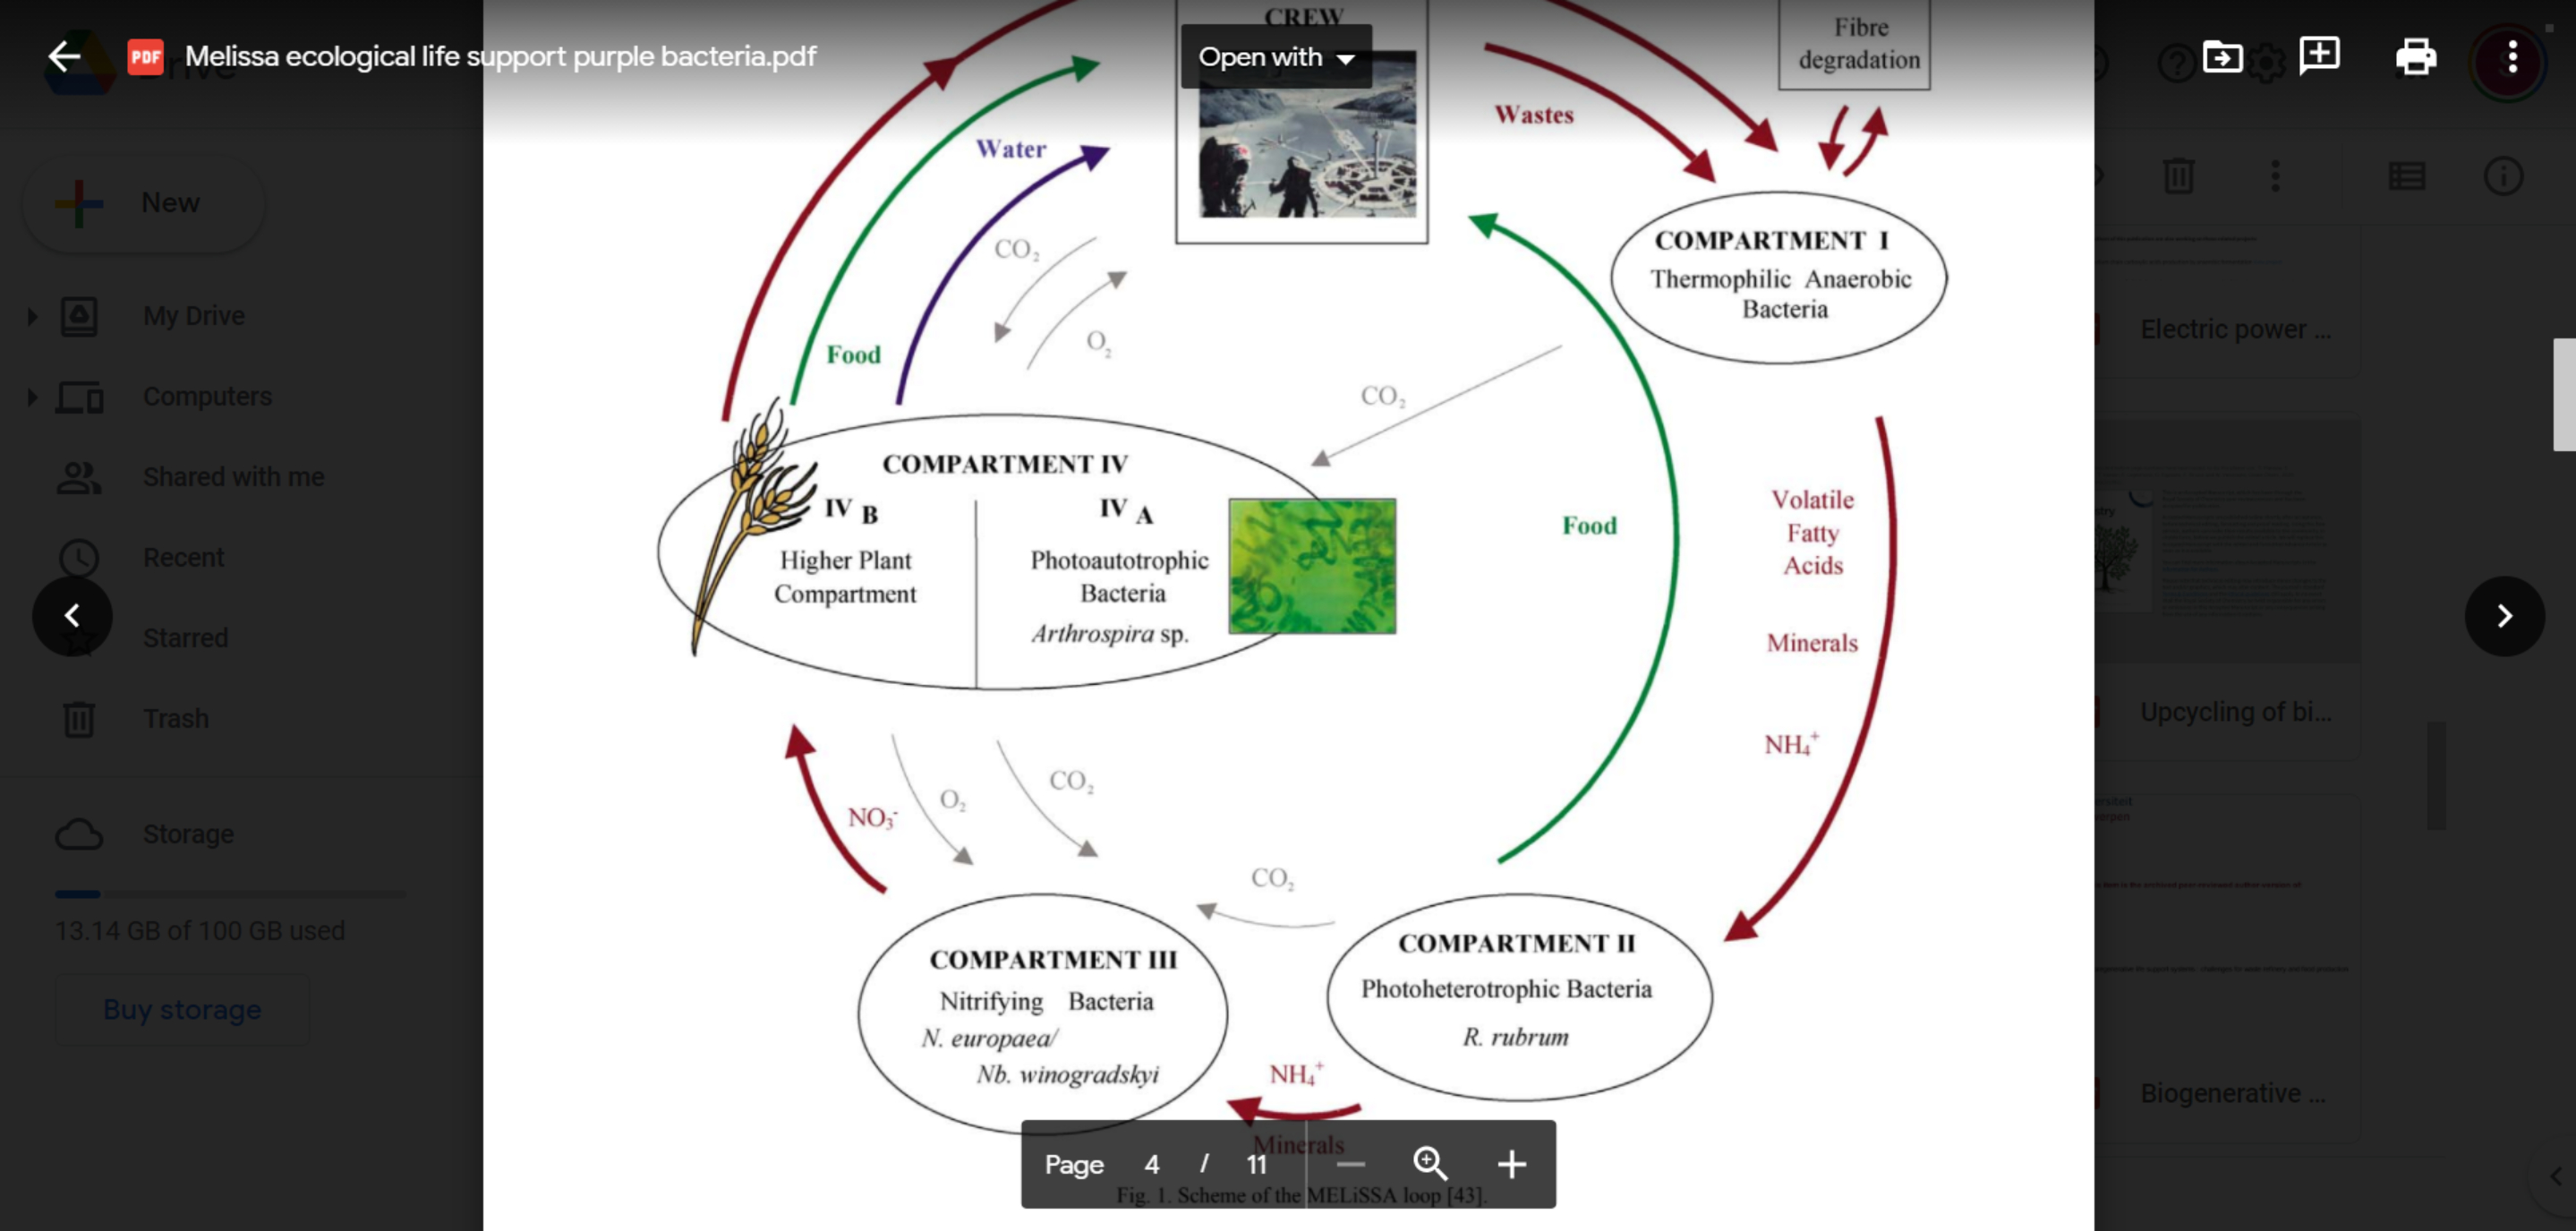 PDF Melissa ecological life support purple bacteria.pdf
Open with
New
My Drive
Computers
Shared with me
Recent
Starred
Trash
Storage
13.14 GB of 100 GB used
Buy storage
CREW
Fibre
degradation
Wastes
Water
CO₂
O₂
Food
COMPARTMENT I
Thermophilic Anaerobic
Bacteria
CO₂
COMPARTMENT IV
IV B
Higher Plant
Compartment
IV A
Photoautotrophic
Bacteria
Arthrospira sp.
Food
Volatile
Fatty
Acids
Minerals
NH₄⁺
NO₃⁻
O₂
CO₂
CO₂
COMPARTMENT III
Nitrifying Bacteria
N. europaea/
Nb. winogradskyi
COMPARTMENT II
Photoheterotrophic Bacteria
R. rubrum
NH₄⁺
Minerals
Page 4 / 11
Fig. 1. Scheme of the MELiSSA loop [43].
Electric power ...
Upcycling of bi...
Biogenerative ...